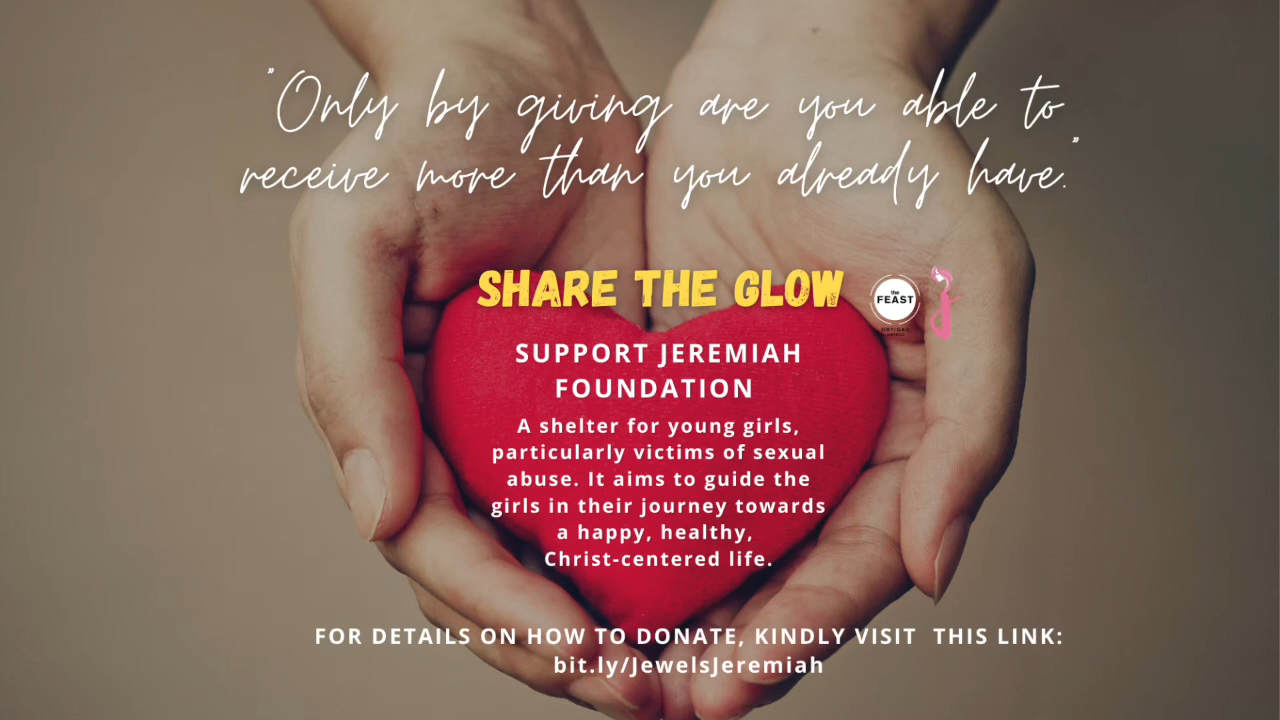 "Only by giving are you able to
receive more than you already have."
SHARE THE GLOW
the
FEAST
SUPPORT JEREMIAH
FOUNDATION
A shelter for young girls,
particularly victims of sexual
abuse. It aims to guide the
girls in their journey towards
a happy, healthy,
Christ-centered life.
FOR DETAILS ON HOW TO DONATE, KINDLY VISIT THIS LINK:
bit.ly/JewelsJeremiah